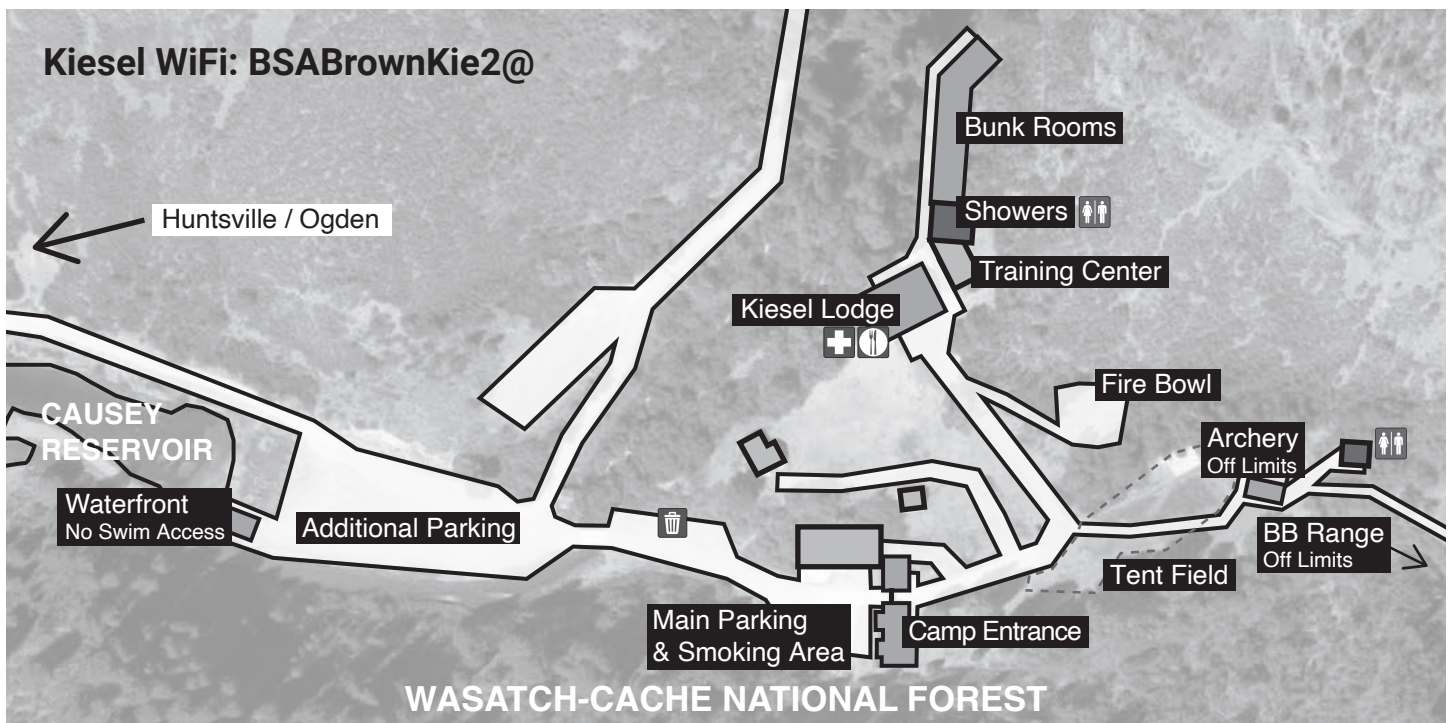 Kiesel WiFi: BSABrownKie2@
Bunk Rooms
Showers
Huntsville / Ogden
Training Center
Kiesel Lodge
Fire Bowl
CAUSEY
RESERVOIR
Archery
Off Limits
Waterfront
No Swim Access
Additional Parking
BB Range
Off Limits
Tent Field
Main Parking
& Smoking Area
Camp Entrance
WASATCH-CACHE NATIONAL FOREST